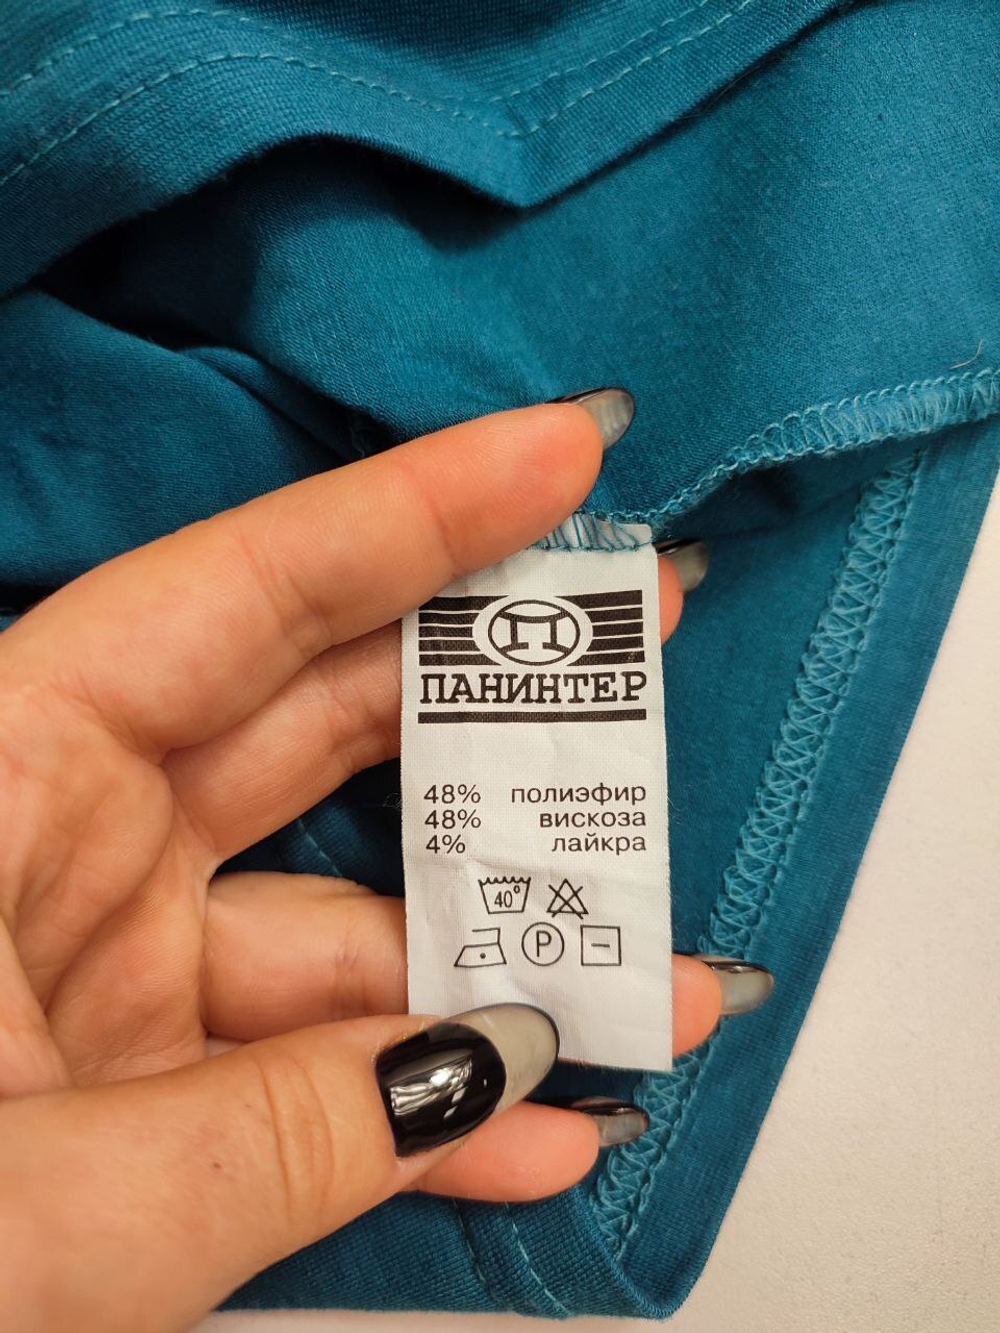 П
ПАНИНТЕР
48% полиэфир
48% вискоза
4% лайкра
40°
P